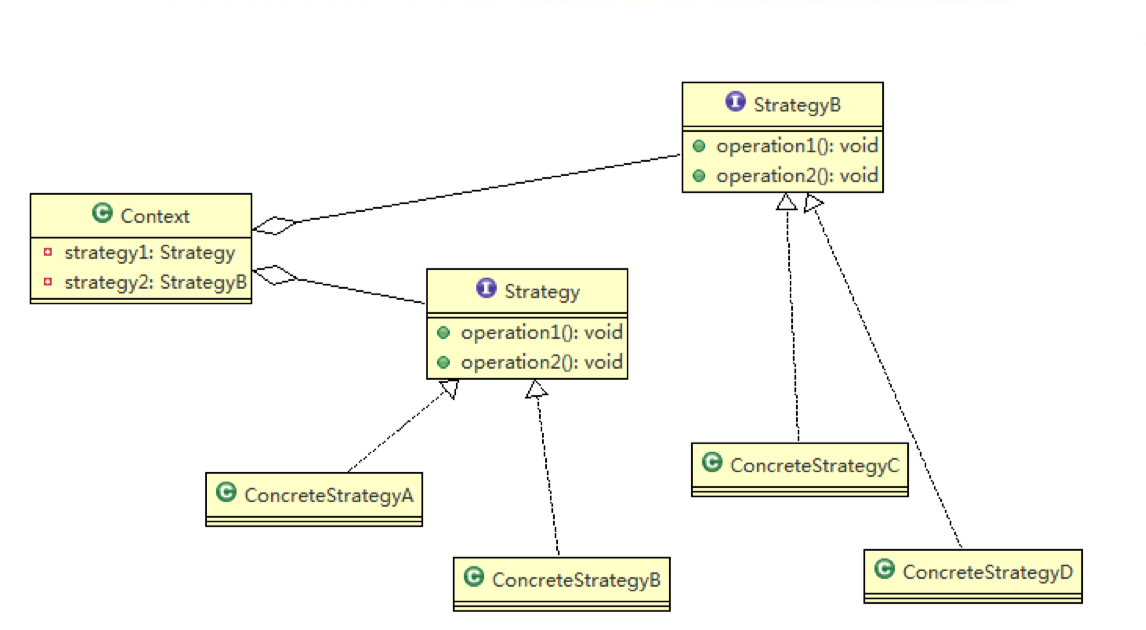 StrategyB
operation1(): void
operation2(): void
Context
strategy1: Strategy
strategy2: StrategyB
Strategy
operation1(): void
operation2(): void
ConcreteStrategyC
ConcreteStrategyA
ConcreteStrategyD
ConcreteStrategyB